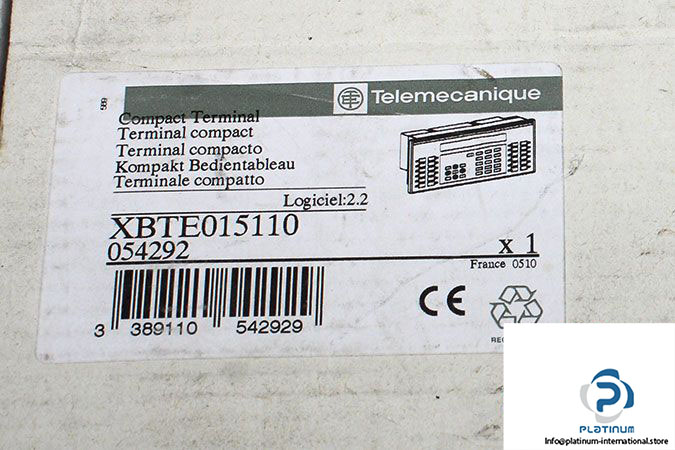 589
Telemecanique
Compact Terminal
Terminal compact
Terminal compacto
Kompakt Bedientableau
Terminale compatto
Logiciel:2.2
XBTE015110
054292
x 1
France 0510
3 389110 542929
CE
PLATINUM
info@platinum-international.store